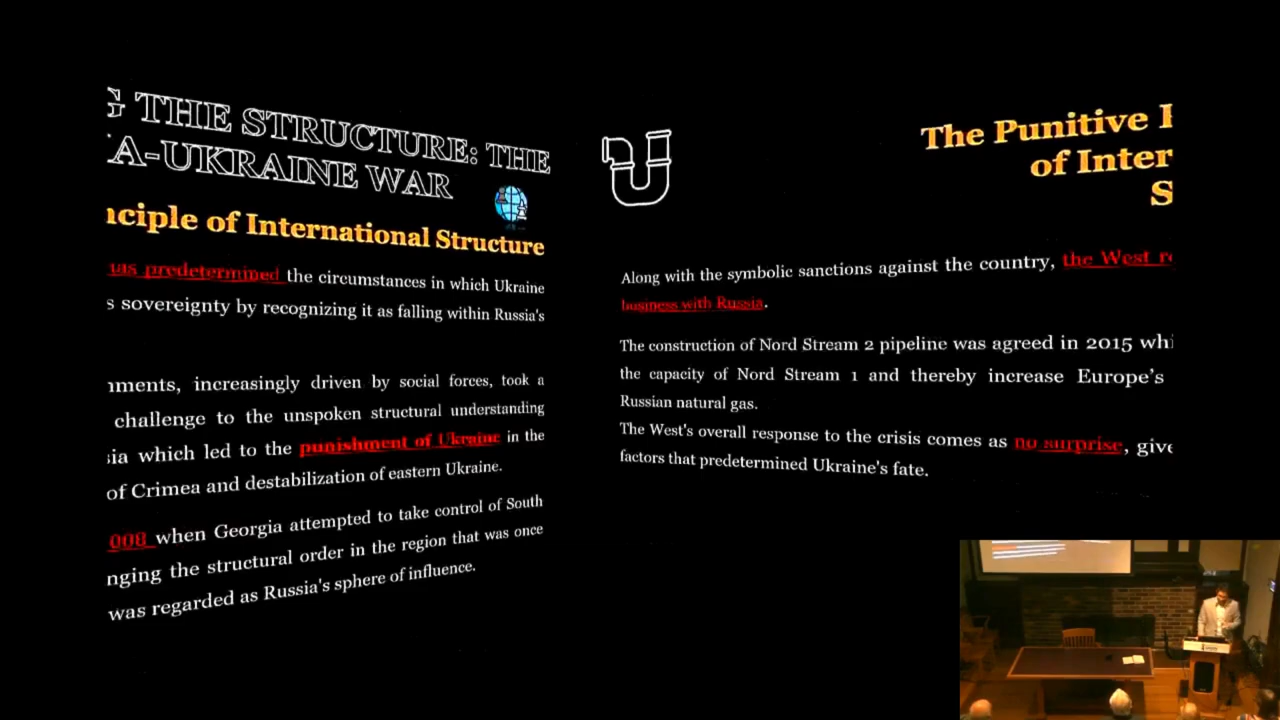 G THE STRUCTURE: THE
A-UKRAINE WAR
nciple of International Structure
was predetermined the circumstances in which Ukraine
s sovereignty by recognizing it as falling within Russia's
nments, increasingly driven by social forces, took a
challenge to the unspoken structural understanding
sia which led to the punishment of Ukraine in the
of Crimea and destabilization of eastern Ukraine.
008 when Georgia attempted to take control of South
nging the structural order in the region that was once
was regarded as Russia's sphere of influence.
The Punitive
of Inter
S
Along with the symbolic sanctions against the country, the West re
business with Russia.
The construction of Nord Stream 2 pipeline was agreed in 2015 whi
the capacity of Nord Stream 1 and thereby increase Europe's
Russian natural gas.
The West's overall response to the crisis comes as no surprise, give
factors that predetermined Ukraine's fate.